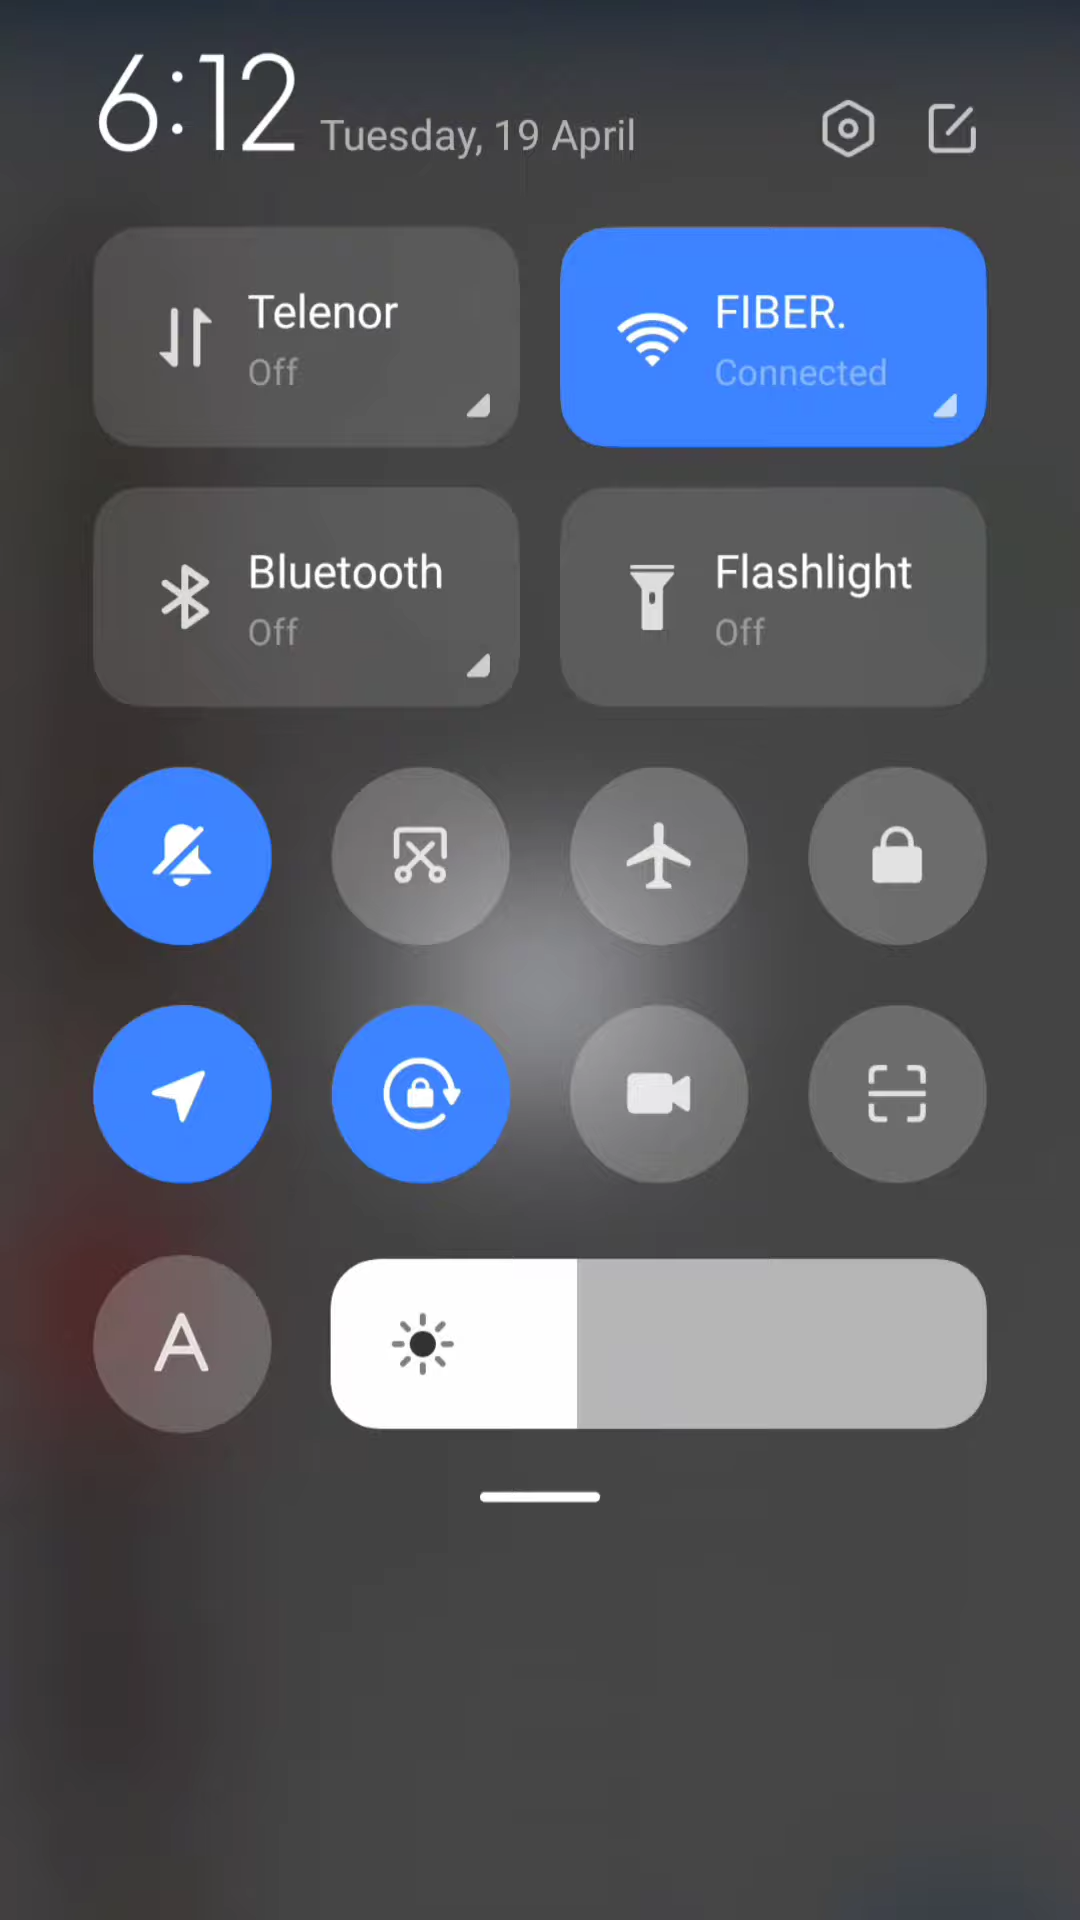 6:12 Tuesday, 19 April
Telenor
Off
FIBER.
Connected
Bluetooth
Off
Flashlight
Off
A